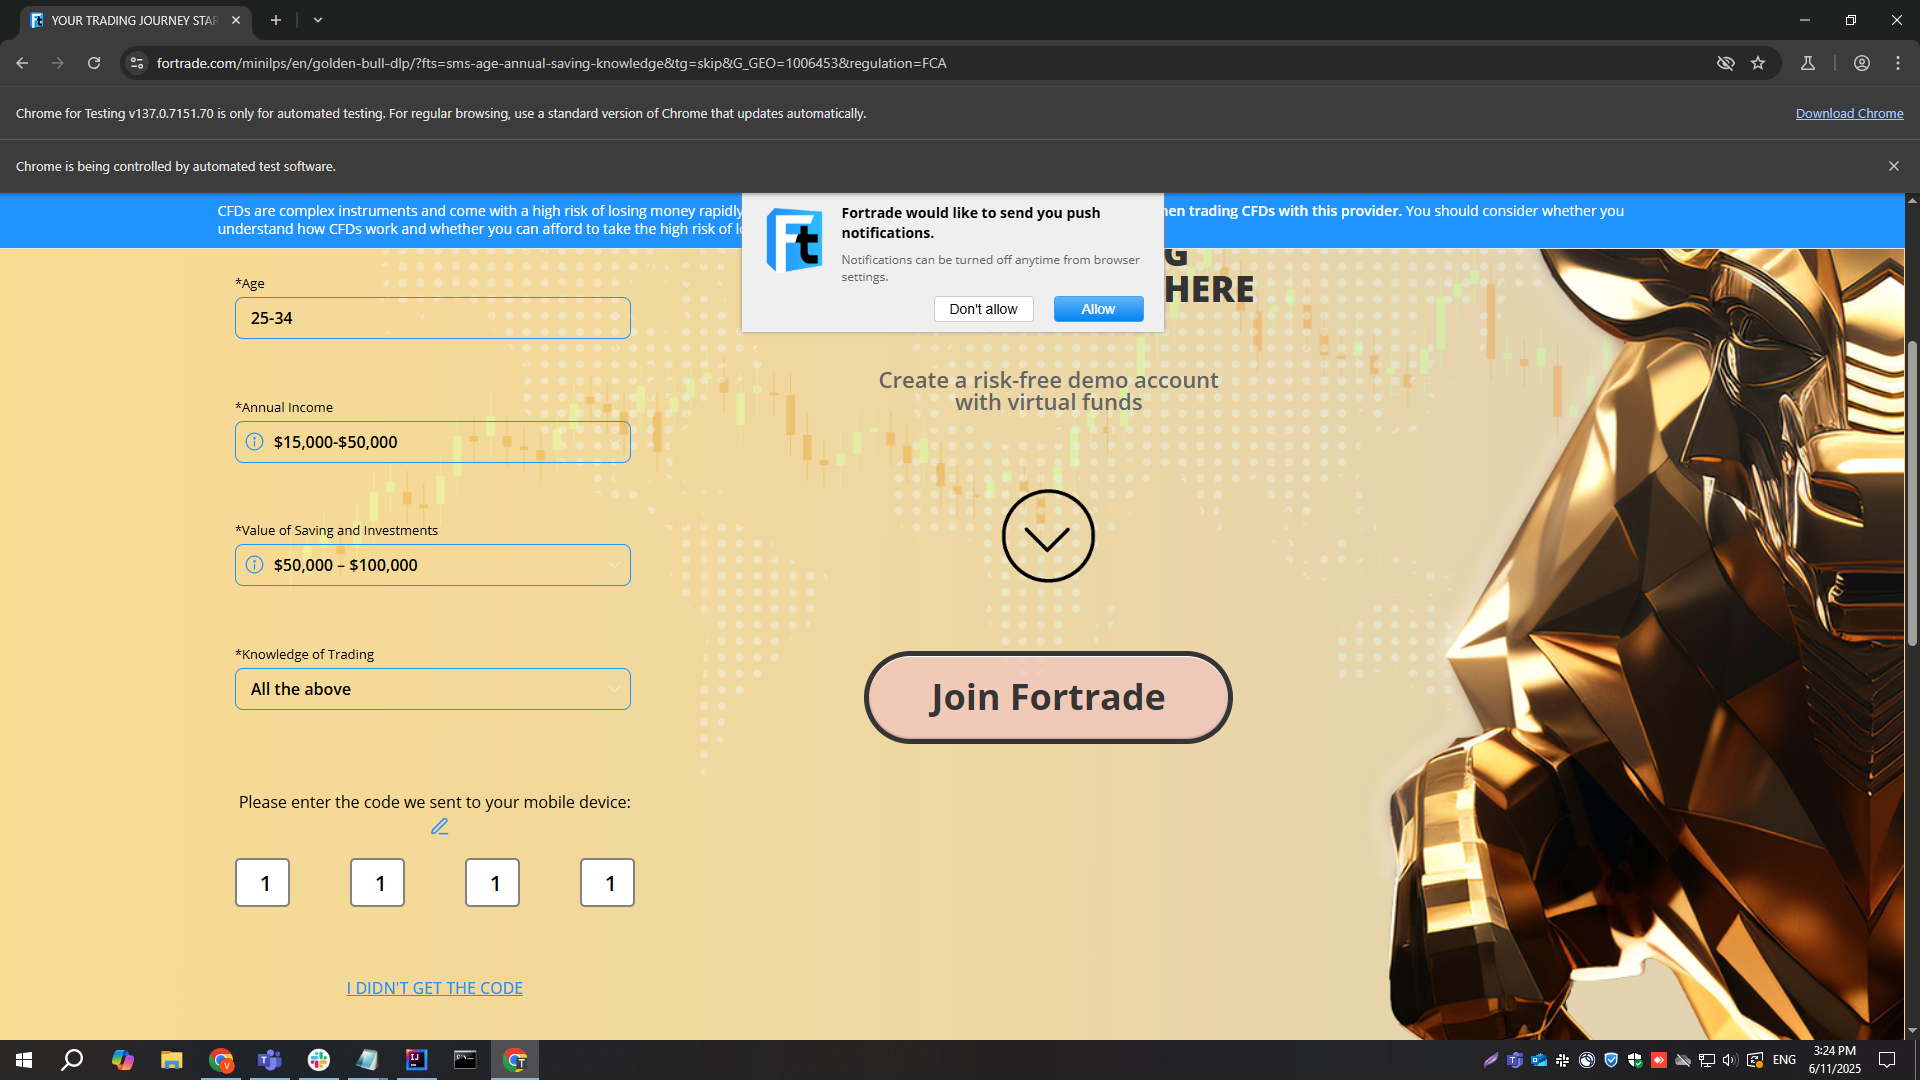 YOUR TRADING JOURNEY STAR
fortrade.com/minilps/en/golden-bull-dlp/?fts=sms-age-annual-saving-knowledge&tg=skip&G_GEO=1006453&regulation=FCA
Chrome for Testing v137.0.7151.70 is only for automated testing. For regular browsing, use a standard version of Chrome that updates automatically.
Download Chrome
Chrome is being controlled by automated test software.
CFDs are complex instruments and come with a high risk of losing money rapidly
hen trading CFDs with this provider. You should consider whether you
understand how CFDs work and whether you can afford to take the high risk of lo
Ft
Fortrade would like to send you push
notifications.
Notifications can be turned off anytime from browser
settings.
Don't allow
Allow
G
HERE
*Age
25-34
Create a risk-free demo account
with virtual funds
*Annual Income
$15,000-$50,000
*Value of Saving and Investments
$50,000 – $100,000
*Knowledge of Trading
All the above
Join Fortrade
Please enter the code we sent to your mobile device:
1
1
1
1
I DIDN'T GET THE CODE
ENG
3:24 PM
6/11/2025